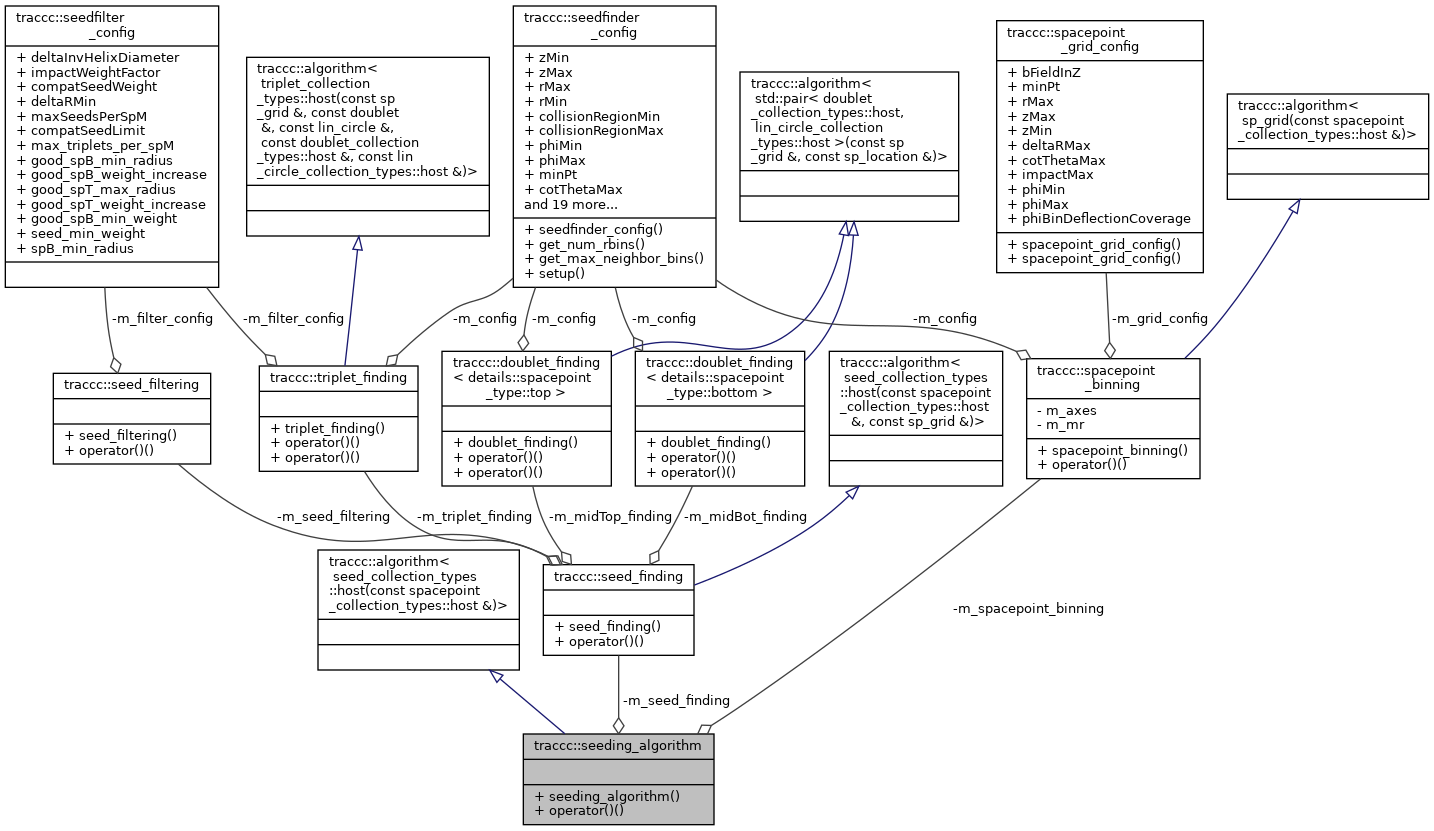 traccc::seedfilter
_config
+ deltaInvHelixDiameter
+ impactWeightFactor
+ compatSeedWeight
+ deltaRMin
+ maxSeedsPerSpM
+ compatSeedLimit
+ max_triplets_per_spM
+ good_spB_min_radius
+ good_spB_weight_increase
+ good_spT_max_radius
+ good_spT_weight_increase
+ good_spB_min_weight
+ seed_min_weight
+ spB_min_radius
traccc::algorithm<
triplet_collection
_types::host(const sp
_grid &, const doublet
&, const lin_circle &,
const doublet_collection
_types::host &, const lin
_circle_collection_types::host &)>
traccc::seedfinder
_config
+ zMin
+ zMax
+ rMax
+ rMin
+ collisionRegionMin
+ collisionRegionMax
+ phiMin
+ phiMax
+ minPt
+ cotThetaMax
and 19 more...
+ seedfinder_config()
+ get_num_rbins()
+ get_max_neighbor_bins()
+ setup()
traccc::algorithm<
std::pair< doublet
_collection_types::host,
lin_circle_collection
_types::host >(const sp
_grid &, const sp_location &)>
traccc::spacepoint
_grid_config
+ bFieldInZ
+ minPt
+ rMax
+ zMax
+ zMin
+ deltaRMax
+ cotThetaMax
+ impactMax
+ phiMin
+ phiMax
+ phiBinDeflectionCoverage
+ spacepoint_grid_config()
+ spacepoint_grid_config()
traccc::algorithm<
sp_grid(const spacepoint
_collection_types::host &)>
-m_filter_config
-m_filter_config
-m_config
-m_config
-m_config
-m_config
-m_grid_config
traccc::seed_filtering
+ seed_filtering()
+ operator()()
traccc::triplet_finding
+ triplet_finding()
+ operator()()
+ operator()()
traccc::doublet_finding
< details::spacepoint
_type::top >
+ doublet_finding()
+ operator()()
+ operator()()
traccc::doublet_finding
< details::spacepoint
_type::bottom >
+ doublet_finding()
+ operator()()
+ operator()()
traccc::algorithm<
seed_collection_types
::host(const spacepoint
_collection_types::host
&, const sp_grid &)>
traccc::spacepoint
_binning
- m_axes
- m_mr
+ spacepoint_binning()
+ operator()()
-m_seed_filtering
-m_triplet_finding
-m_midTop_finding
-m_midBot_finding
traccc::algorithm<
seed_collection_types
::host(const spacepoint
_collection_types::host &)>
traccc::seed_finding
+ seed_finding()
+ operator()()
-m_spacepoint_binning
-m_seed_finding
traccc::seeding_algorithm
+ seeding_algorithm()
+ operator()()